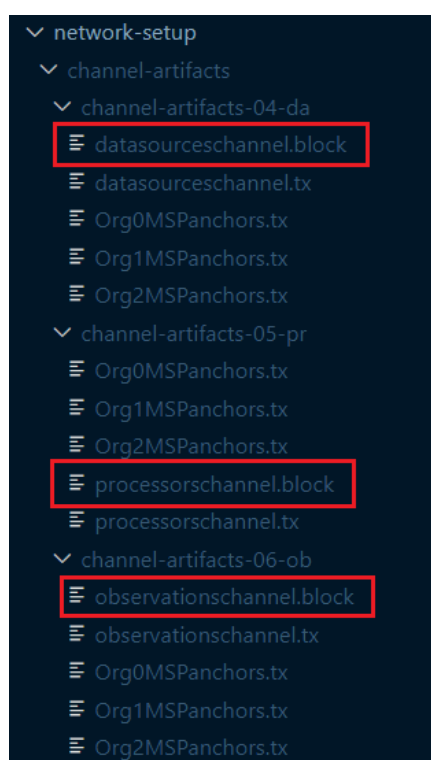 network-setup
channel-artifacts
channel-artifacts-04-da
datasourceschannel.block
datasourceschannel.tx
Org0MSPanchors.tx
Org1MSPanchors.tx
Org2MSPanchors.tx
channel-artifacts-05-pr
Org0MSPanchors.tx
Org1MSPanchors.tx
Org2MSPanchors.tx
processorschannel.block
processorschannel.tx
channel-artifacts-06-ob
observationschannel.block
observationschannel.tx
Org0MSPanchors.tx
Org1MSPanchors.tx
Org2MSPanchors.tx